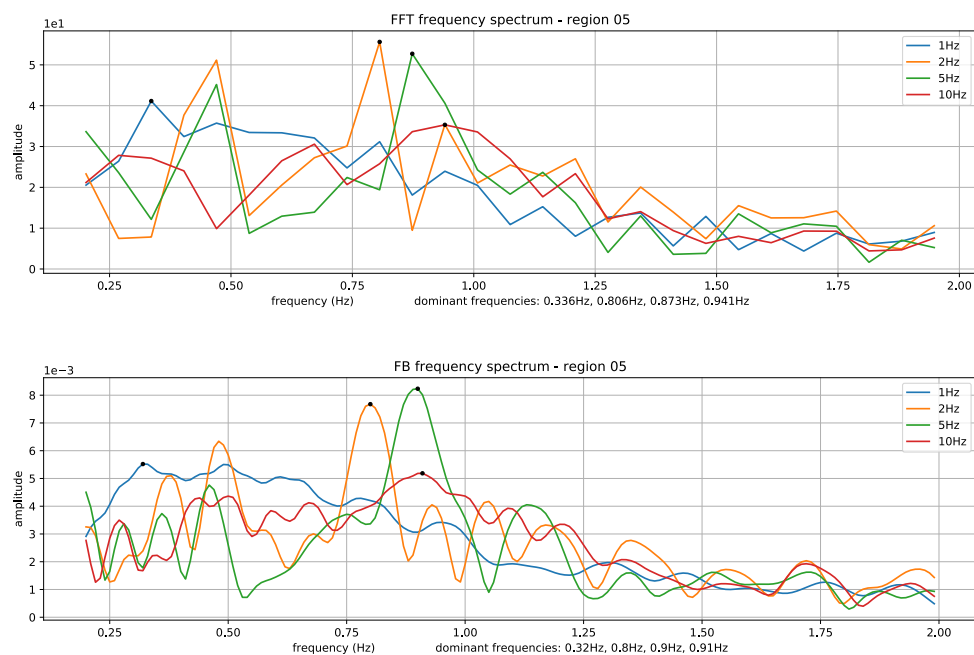 FFT frequency spectrum - region 05
1e1
5
4
3
2
1
0
amplitude
1Hz
2Hz
5Hz
10Hz
0.25 0.50 0.75 1.00 1.25 1.50 1.75 2.00
frequency (Hz) dominant frequencies: 0.336Hz, 0.806Hz, 0.873Hz, 0.941Hz
FB frequency spectrum - region 05
1e−3
8
7
6
5
4
3
2
1
0
amplitude
1Hz
2Hz
5Hz
10Hz
0.25 0.50 0.75 1.00 1.25 1.50 1.75 2.00
frequency (Hz) dominant frequencies: 0.32Hz, 0.8Hz, 0.9Hz, 0.91Hz